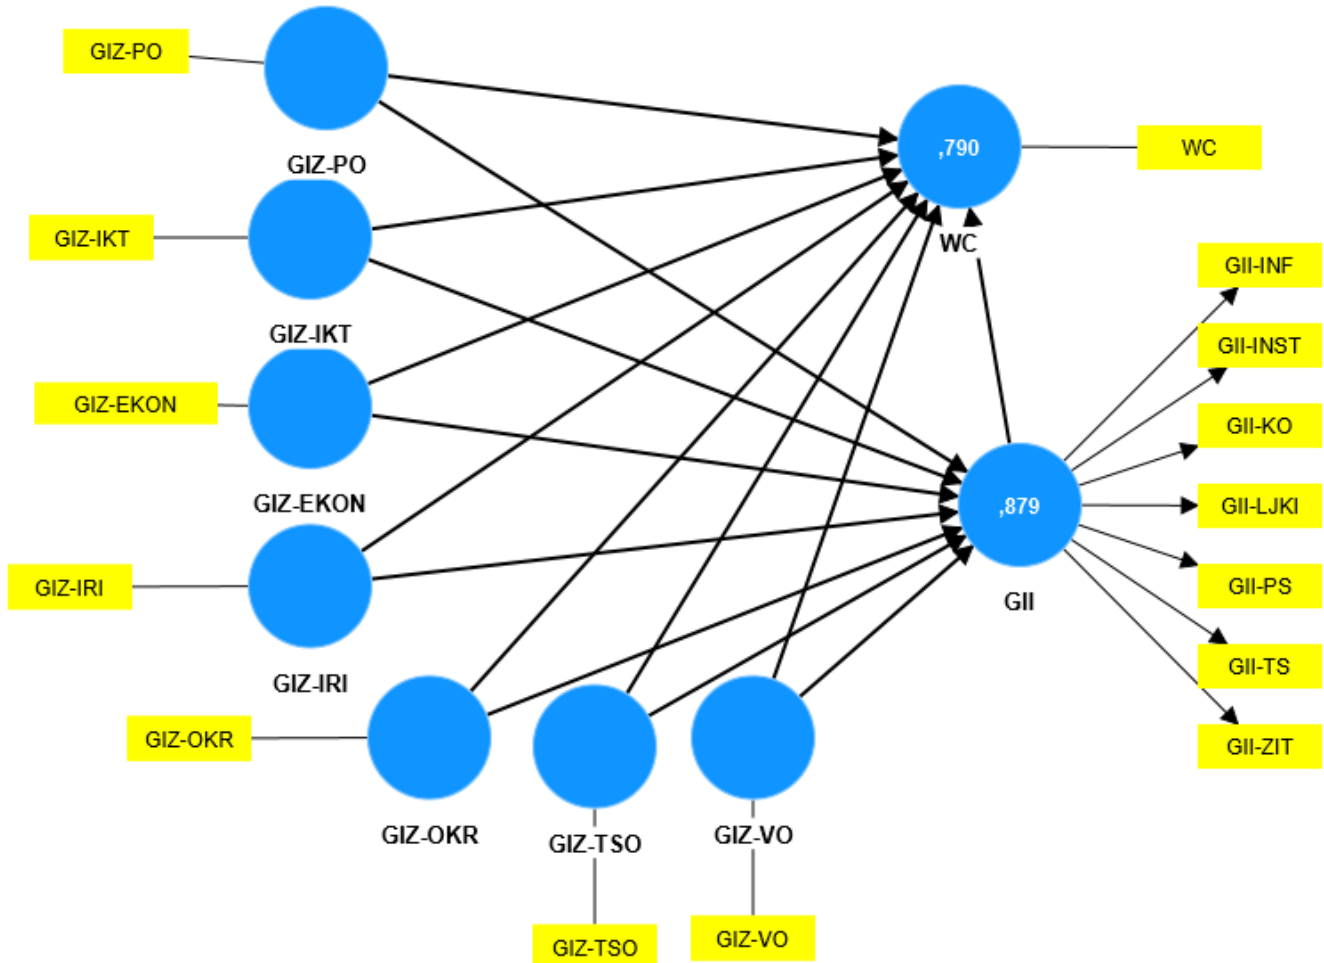 GIZ-PO
GIZ-PO
,790
WC
WC
GIZ-IKT
GIZ-IKT
GIZ-EKON
GIZ-EKON
GIZ-IRI
GIZ-IRI
GIZ-OKR
GIZ-OKR
GIZ-TSO
GIZ-TSO
GIZ-VO
GIZ-VO
,879
GII
GII-INF
GII-INST
GII-KO
GII-LJKI
GII-PS
GII-TS
GII-ZIT